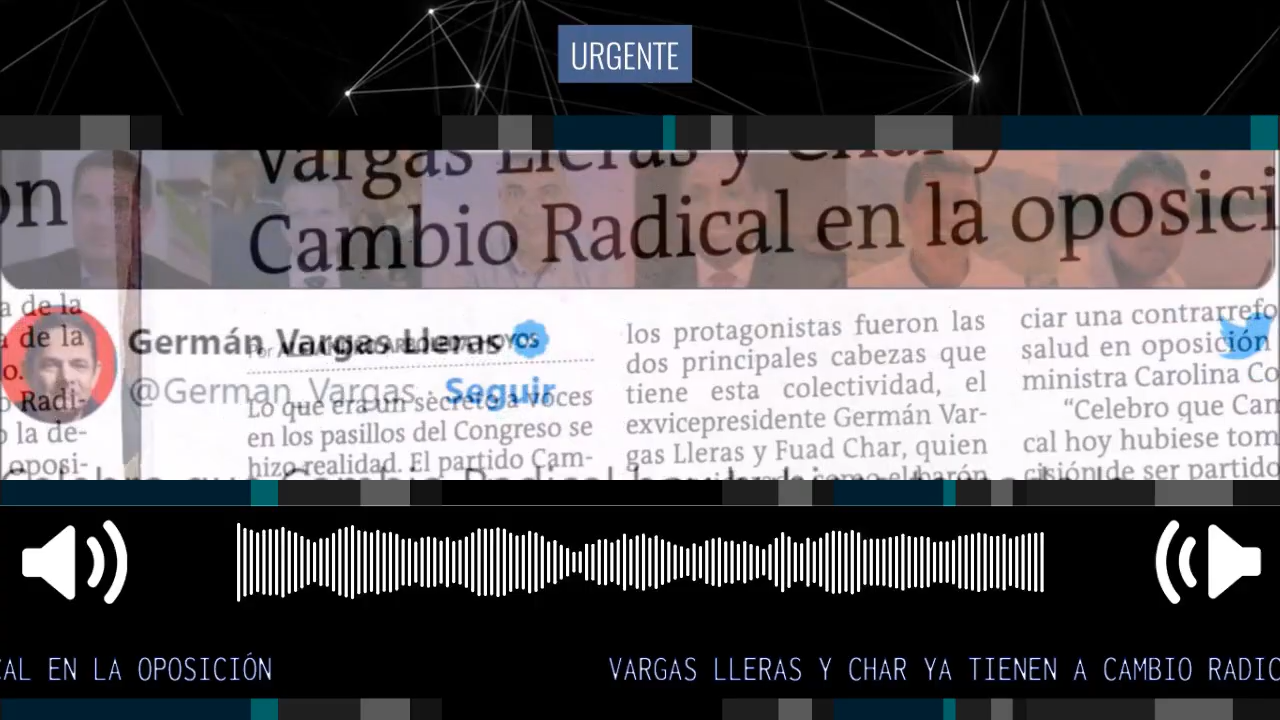 URGENTE
Vargas Lleras y Char y
ón
Cambio Radical en la oposici
a de la
a de la
o.
Radi-
o la de-
oposi-
Germán Vargas Lleras
Por
@German_Vargas · Seguir
Lo que era un secreto a voces
en los pasillos del Congreso se
hizo realidad. El partido Cam-
los protagonistas fueron las
dos principales cabezas que
tiene esta colectividad, el
exvicepresidente Germán Var-
gas Lleras y Fuad Char, quien
ciar una contrarrefo
salud en oposición
ministra Carolina Co
“Celebro que Cam
cal hoy hubiese tom
cisión de ser partido
CAL EN LA OPOSICIÓN
VARGAS LLERAS Y CHAR YA TIENEN A CAMBIO RADIC